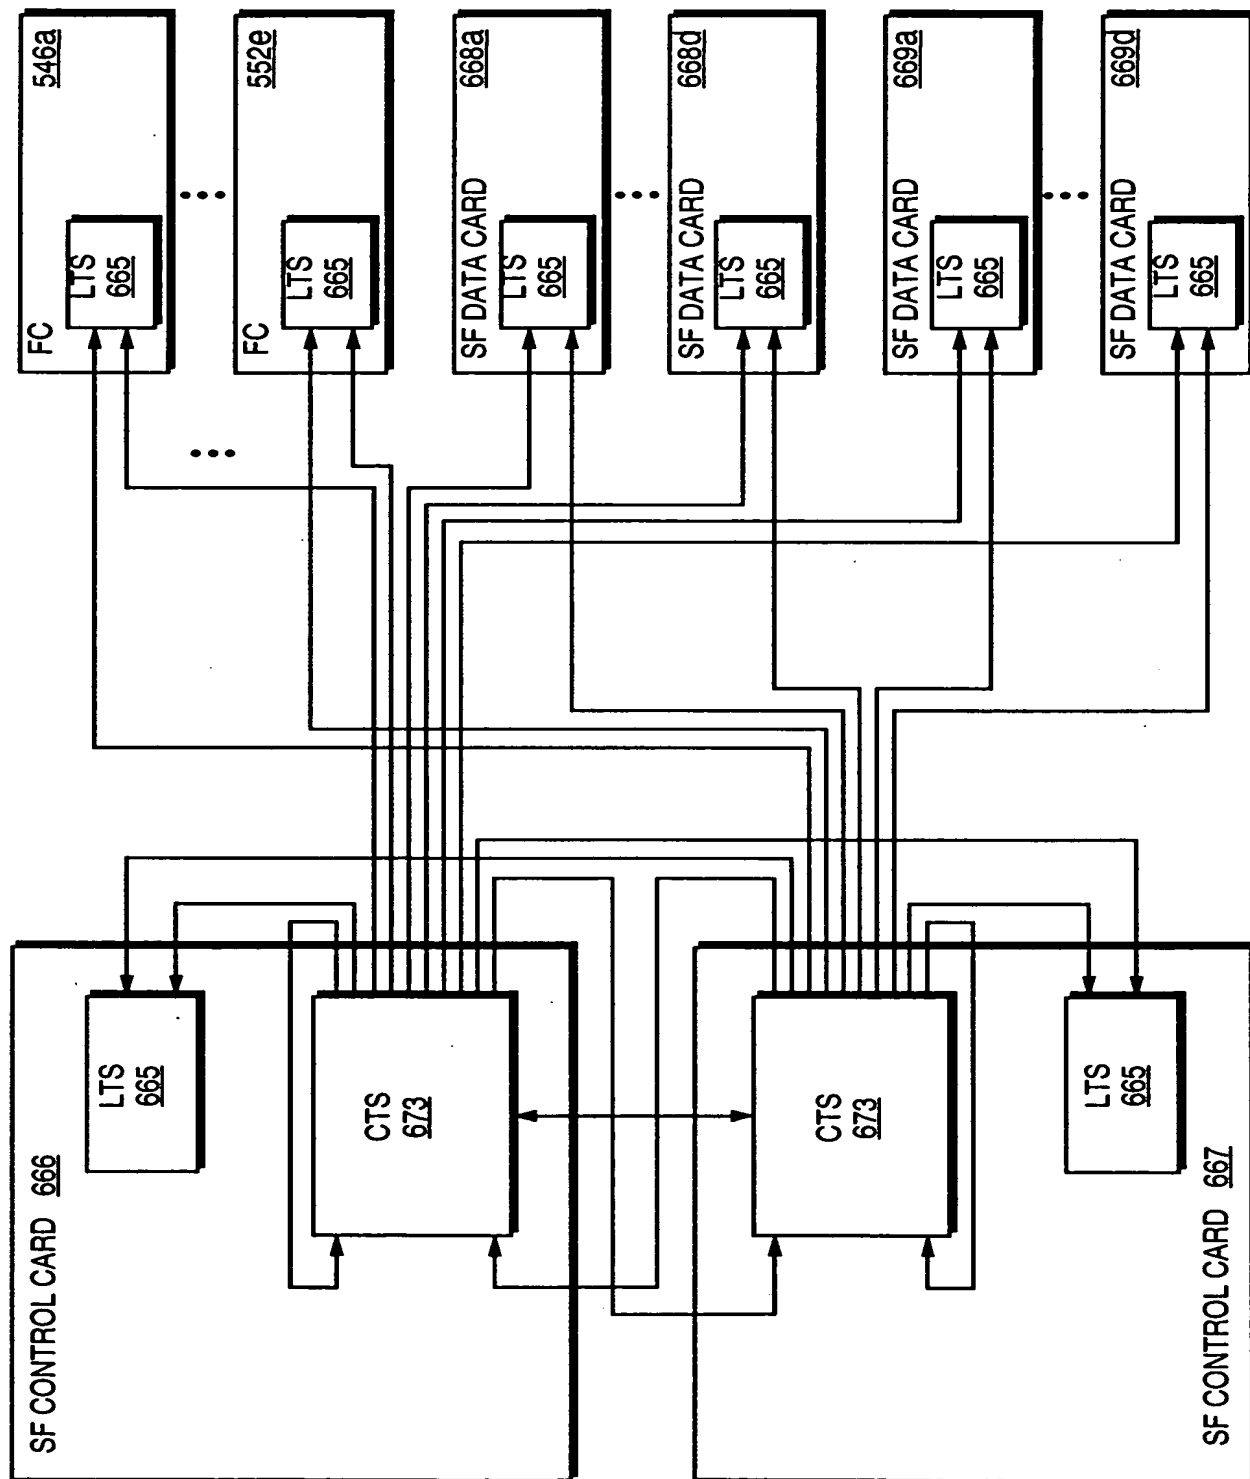 SF CONTROL CARD 666
LTS
665
CTS
673
SF CONTROL CARD 667
CTS
673
LTS
665
FC
546a
LTS
665
FC
552e
LTS
665
SF DATA CARD
668a
LTS
665
SF DATA CARD
668d
LTS
665
SF DATA CARD
669a
LTS
665
SF DATA CARD
669d
LTS
665